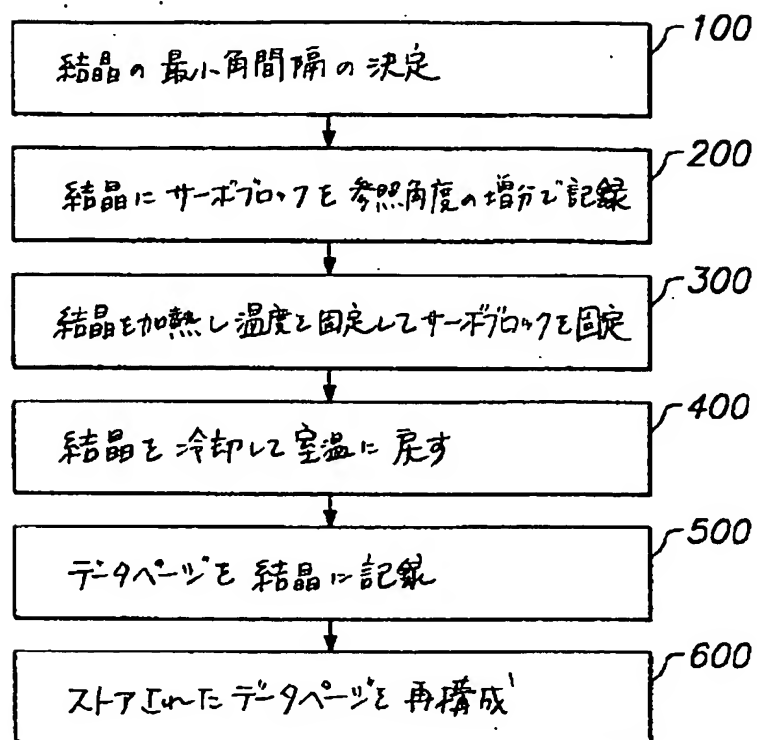 100
結晶の最小角間隔の決定
200
結晶にサーボブロックを参照角度の増分で記録
300
結晶を加熱し温度を固定してサーボブロックを固定
400
結晶を冷却して室温に戻す
500
データページを結晶に記録
600
ストアされたデータページを再構成